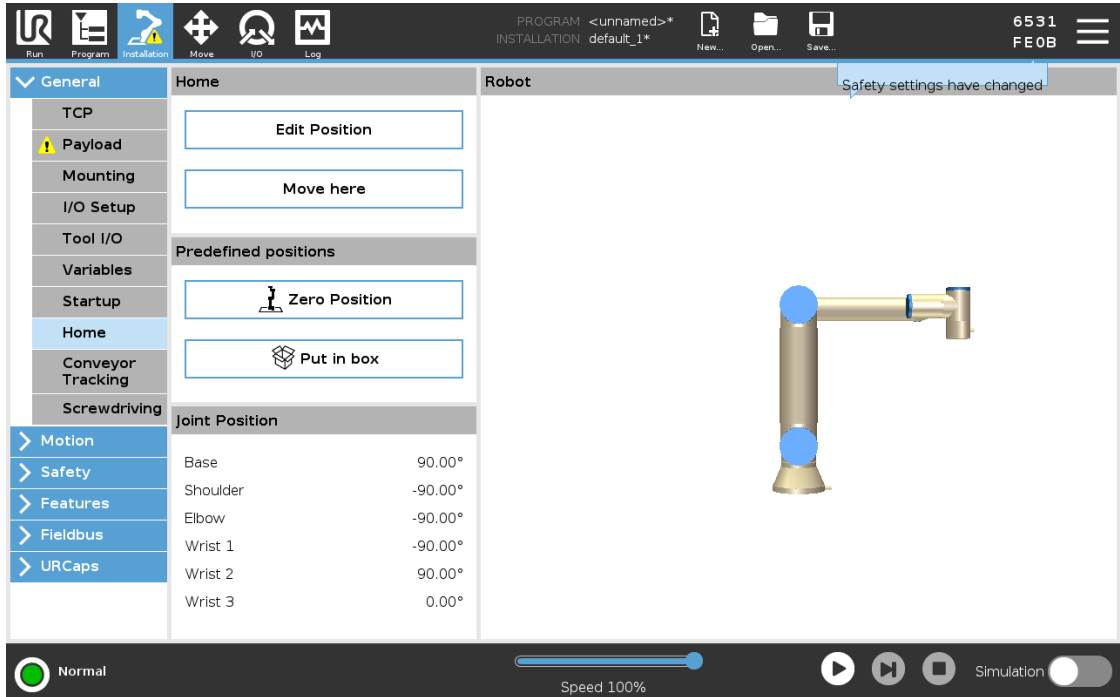 PROGRAM <unnamed>*
INSTALLATION default_1*
6531
FE0B
Run Program Installation Move I/O Log New... Open... Save...
General
Home
Robot
Safety settings have changed
TCP
Payload
Mounting
I/O Setup
Tool I/O
Variables
Startup
Home
Conveyor
Tracking
Screwdriving
Motion
Safety
Features
Fieldbus
URCaps
Edit Position
Move here
Predefined positions
Zero Position
Put in box
Joint Position
Base 90.00°
Shoulder -90.00°
Elbow -90.00°
Wrist 1 -90.00°
Wrist 2 90.00°
Wrist 3 0.00°
Normal
Speed 100%
Simulation